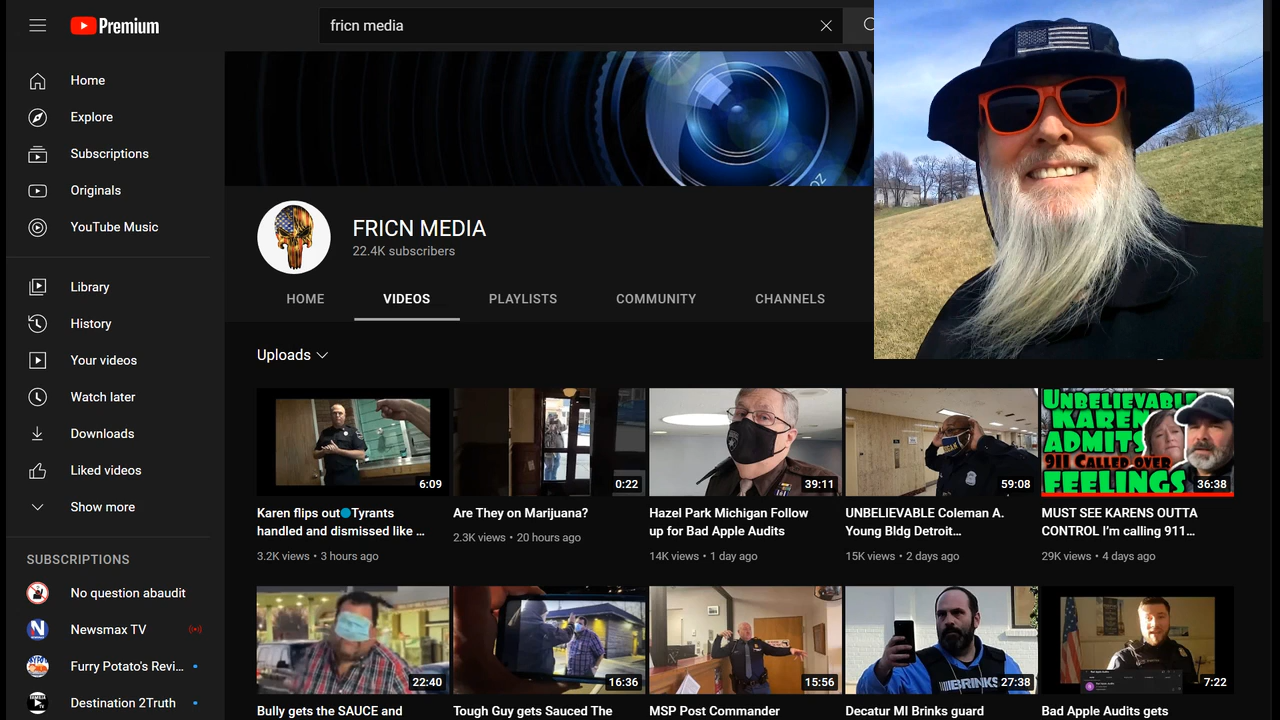 Premium
fricn media
Home
Explore
Subscriptions
Originals
YouTube Music
Library
History
Your videos
Watch later
Downloads
Liked videos
Show more
SUBSCRIPTIONS
No question abaudit
Newsmax TV
Furry Potato's Revi...
Destination 2Truth
FRICN MEDIA
22.4K subscribers
HOME
VIDEOS
PLAYLISTS
COMMUNITY
CHANNELS
Uploads
6:09
Karen flips out Tyrants
handled and dismissed like ...
3.2K views • 3 hours ago
0:22
Are They on Marijuana?
2.3K views • 20 hours ago
39:11
Hazel Park Michigan Follow
up for Bad Apple Audits
14K views • 1 day ago
59:08
UNBELIEVABLE Coleman A.
Young Bldg Detroit...
15K views • 2 days ago
UNBELIEVABLE
KAREN
ADMITS
911 CALLED OVER
FEELINGS
36:38
MUST SEE KARENS OUTTA
CONTROL I'm calling 911...
29K views • 4 days ago
22:40
Bully gets the SAUCE and
16:36
Tough Guy gets Sauced The
15:56
MSP Post Commander
BRINKS
27:38
Decatur MI Brinks guard
7:22
Bad Apple Audits gets